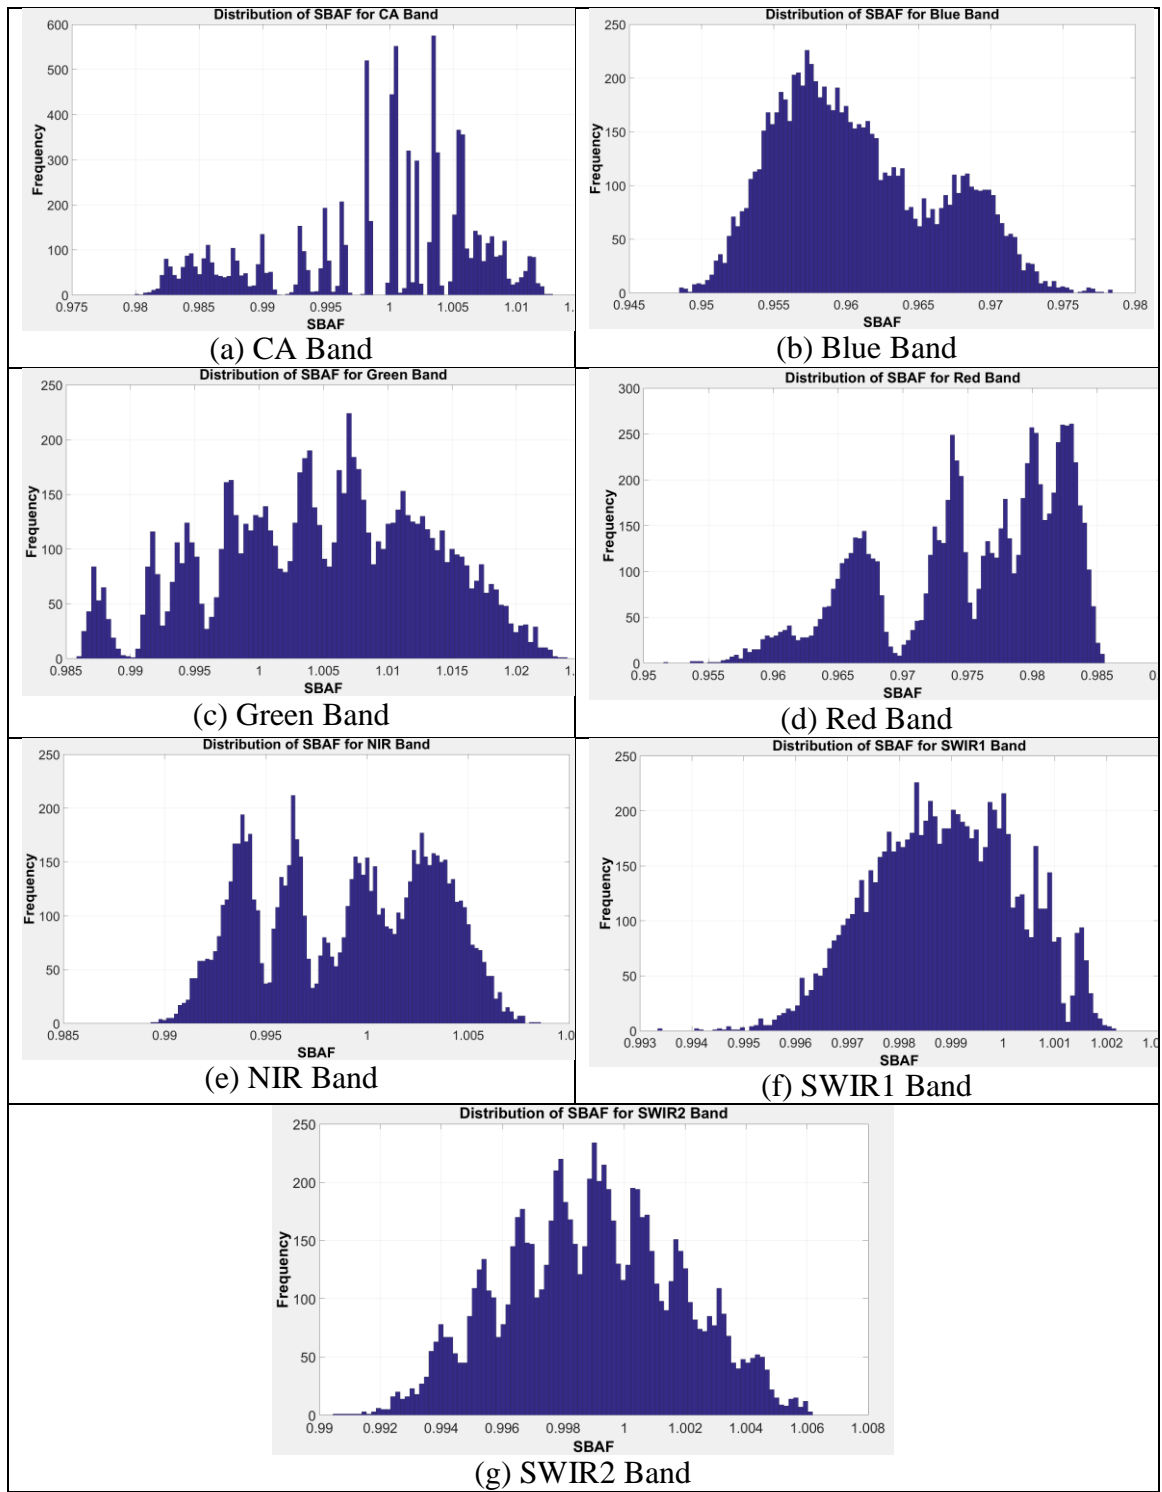 Distribution of SBAF for CA Band
600
500
400
300
200
100
0
Frequency
0.975 0.98 0.985 0.99 0.995 1 1.005 1.01 1.
SBAF
(a) CA Band
Distribution of SBAF for Blue Band
250
200
150
100
50
0
Frequency
0.945 0.95 0.955 0.96 0.965 0.97 0.975 0.98
SBAF
(b) Blue Band
Distribution of SBAF for Green Band
250
200
150
100
50
0
Frequency
0.985 0.99 0.995 1 1.005 1.01 1.015 1.02 1.
SBAF
(c) Green Band
Distribution of SBAF for Red Band
300
250
200
150
100
50
0
Frequency
0.95 0.955 0.96 0.965 0.97 0.975 0.98 0.985 0.
SBAF
(d) Red Band
Distribution of SBAF for NIR Band
250
200
150
100
50
0
Frequency
0.985 0.99 0.995 1 1.005 1.0
SBAF
(e) NIR Band
Distribution of SBAF for SWIR1 Band
250
200
150
100
50
0
Frequency
0.993 0.994 0.995 0.996 0.997 0.998 0.999 1 1.001 1.002 1.0
SBAF
(f) SWIR1 Band
Distribution of SBAF for SWIR2 Band
250
200
150
100
50
0
Frequency
0.99 0.992 0.994 0.996 0.998 1 1.002 1.004 1.006 1.008
SBAF
(g) SWIR2 Band